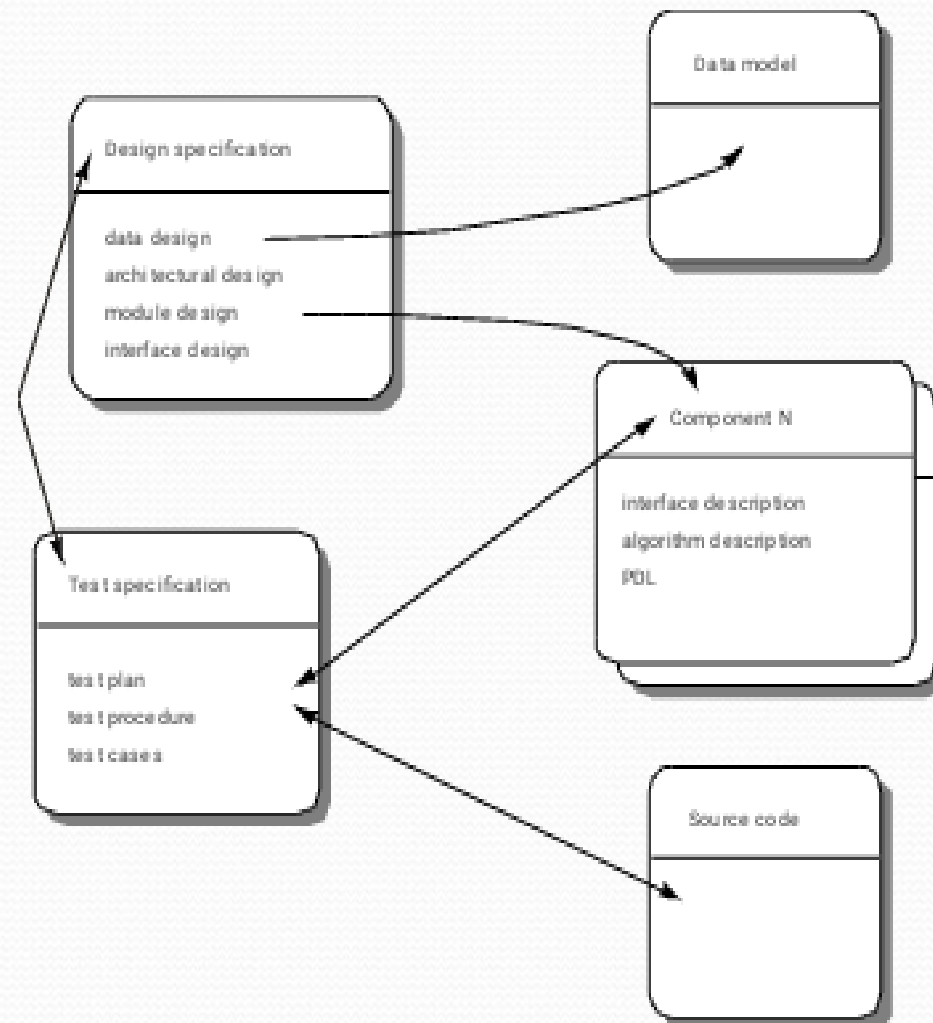 Data model
Design specification
data design
architectural design
module design
interface design
Component N
interface description
algorithm description
PDL
Test specification
test plan
test procedure
test cases
Source code